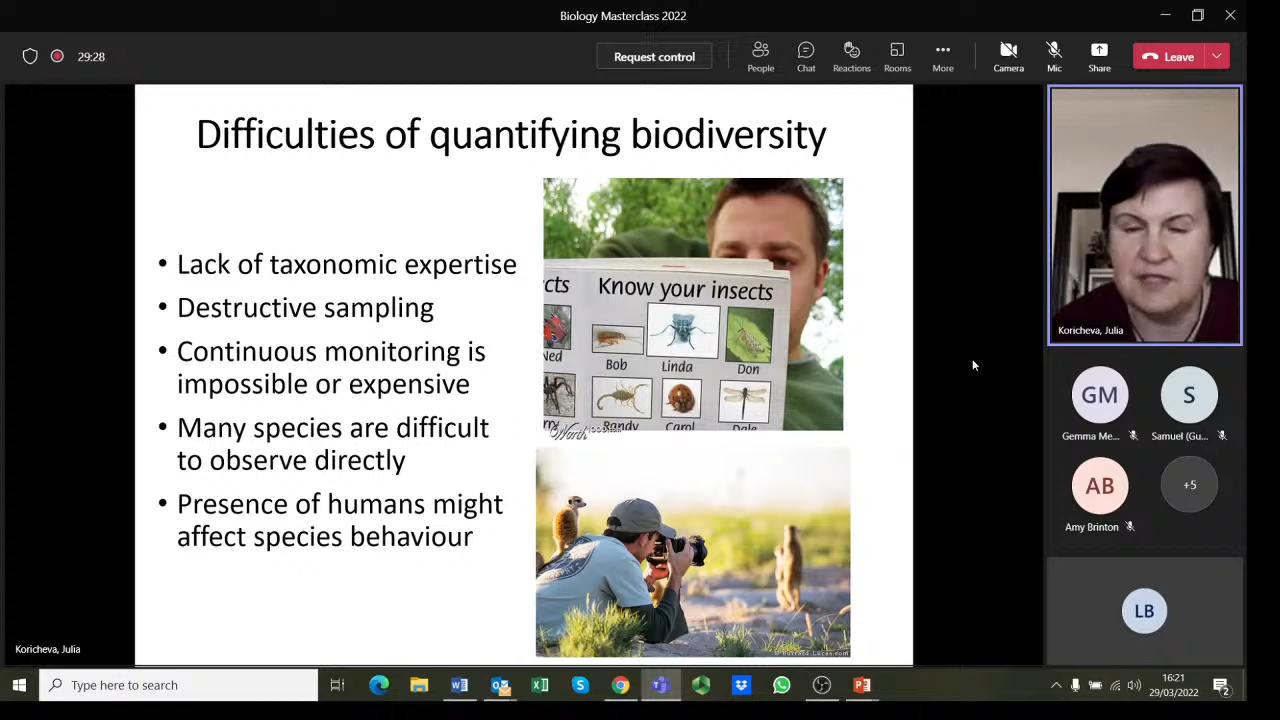 Biology Masterclass 2022
29:28
Request control
People
Chat
Reactions
Rooms
More
Camera
Mic
Share
Leave
Difficulties of quantifying biodiversity
• Lack of taxonomic expertise
• Destructive sampling
• Continuous monitoring is
impossible or expensive
• Many species are difficult
to observe directly
• Presence of humans might
affect species behaviour
cts
Know your insects
Ned
Bob
Linda
Don
Randy
Carol
Dale
Worth1000.com
Koricheva, Julia
GM
S
Gemma Me...
Samuel (Gu...
AB
+5
Amy Brinton
LB
Koricheva, Julia
Type here to search
16:21
29/03/2022
2